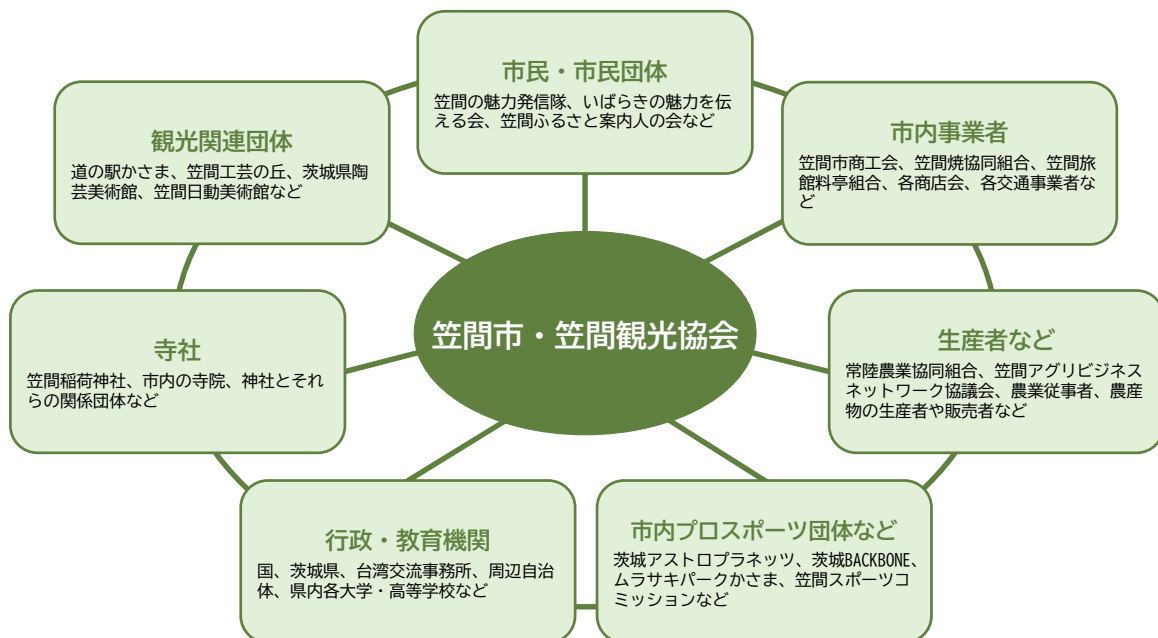 市民・市民団体
笠間の魅力発信隊、いばらきの魅力を伝
える会、笠間ふるさと案内人の会など
観光関連団体
道の駅かさま、笠間工芸の丘、茨城県陶
芸美術館、笠間日動美術館など
市内事業者
笠間市商工会、笠間焼協同組合、笠間旅
館料亭組合、各商店会、各交通事業者な
ど
笠間市・笠間観光協会
寺社
笠間稲荷神社、市内の寺院、神社とそれ
らの関係団体など
生産者など
常陸農業協同組合、笠間アグリビジネス
ネットワーク協議会、農業従事者、農産
物の生産者や販売者など
行政・教育機関
国、茨城県、台湾交流事務所、周辺自治
体、県内各大学・高等学校など
市内プロスポーツ団体など
茨城アストロプラネッツ、茨城BACKBONE、
ムラサキパークかさま、笠間スポーツコ
ミッションなど